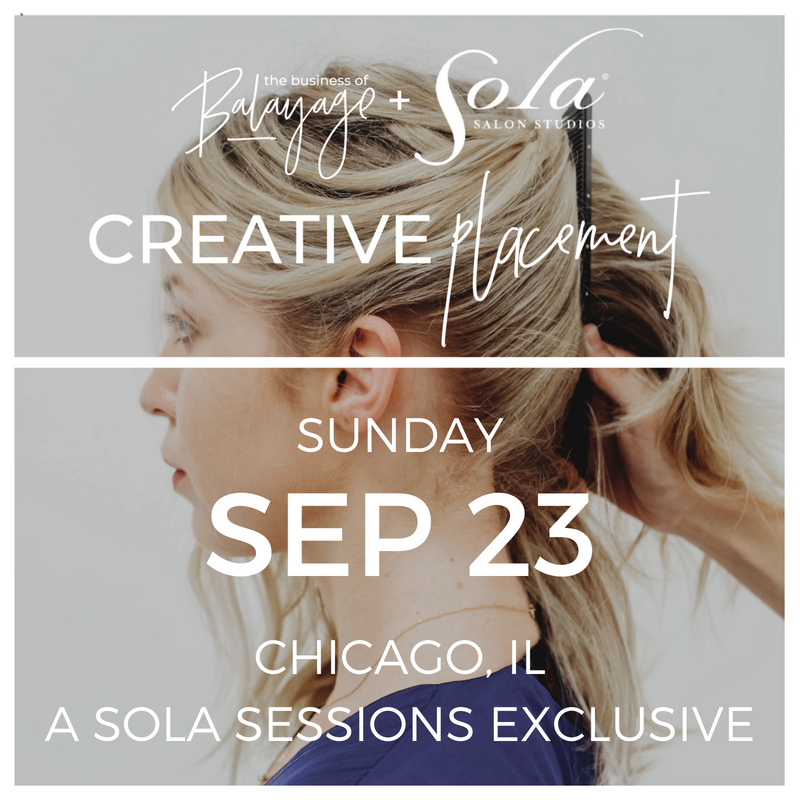 the business of
Balayage + Sola®
SALON STUDIOS
CREATIVE placement
SUNDAY
SEP 23
CHICAGO, IL
A SOLA SESSIONS EXCLUSIVE